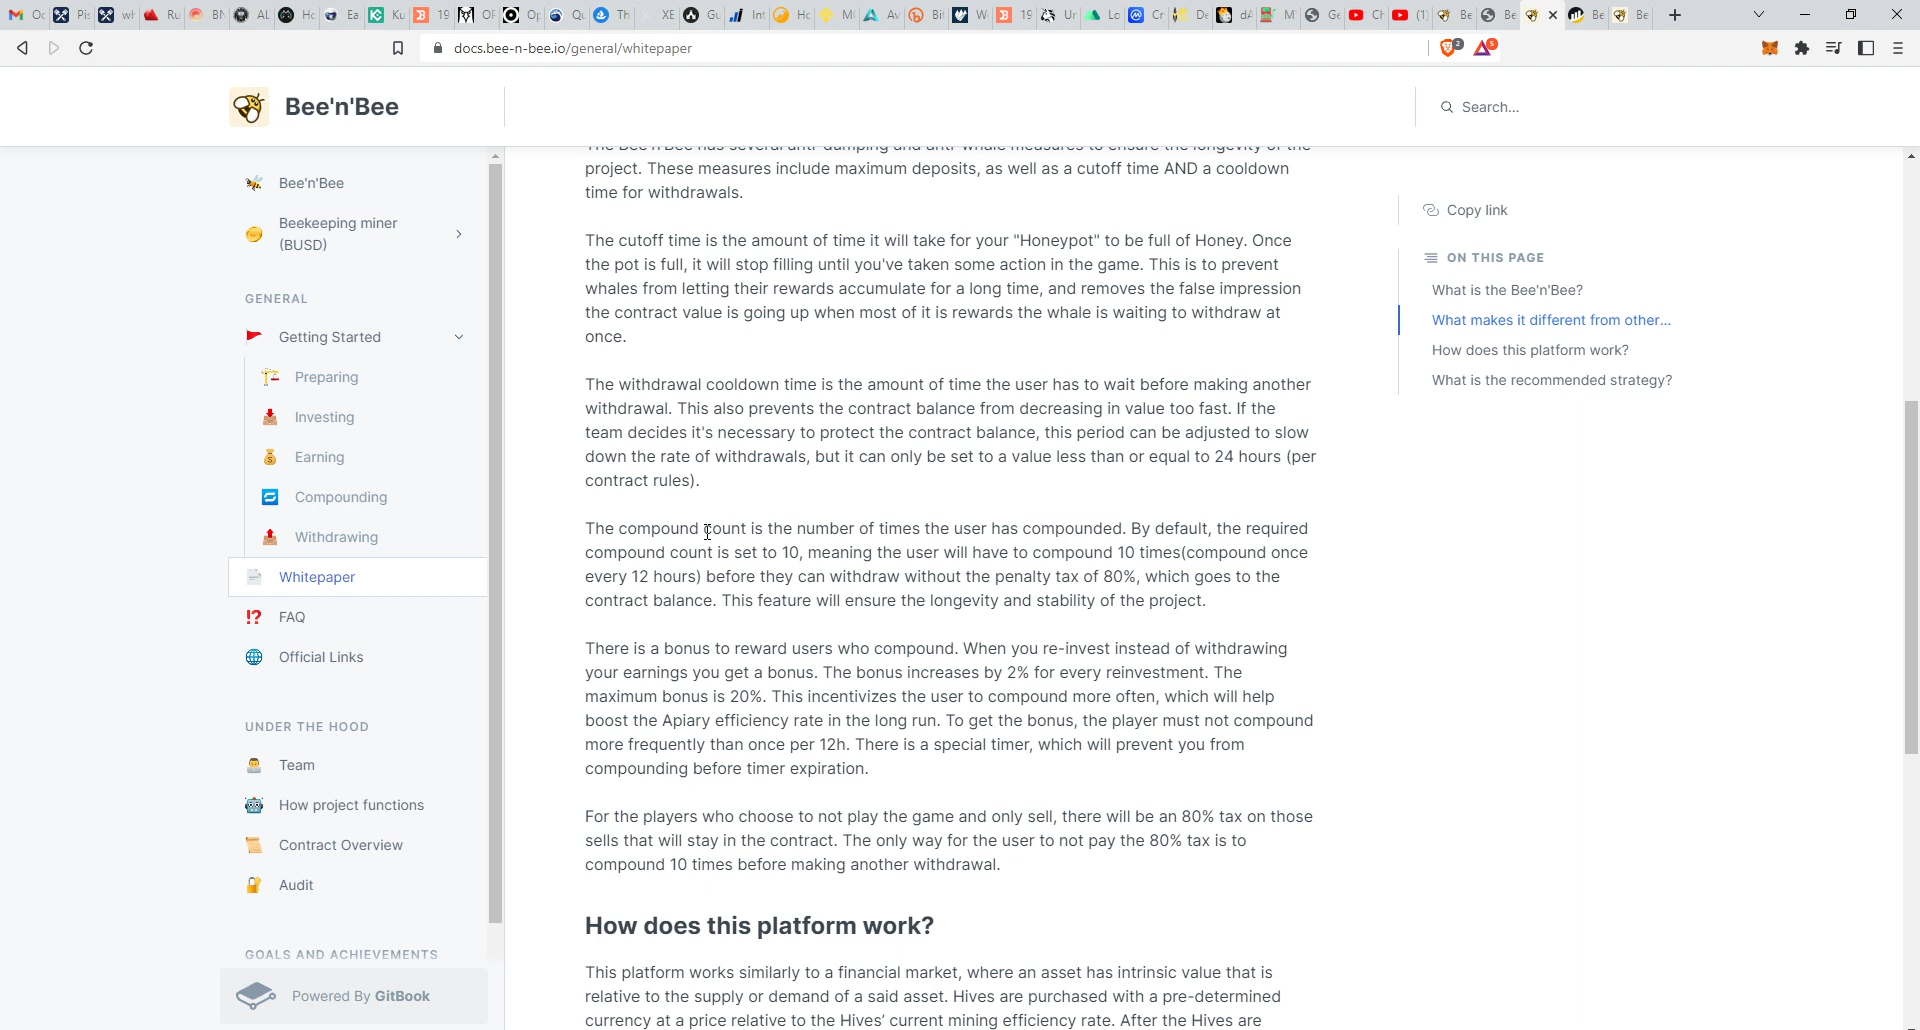 docs.bee-n-bee.io/general/whitepaper
2
5
Bee'n'Bee
Search...
Bee'n'Bee
Beekeeping miner
(BUSD)
GENERAL
Getting Started
Preparing
Investing
Earning
Compounding
Withdrawing
Whitepaper
FAQ
Official Links
UNDER THE HOOD
Team
How project functions
Contract Overview
Audit
GOALS AND ACHIEVEMENTS
Powered By GitBook
The Bee'n'Bee has several anti-dumping and anti-whale measures to ensure the longevity of the
project. These measures include maximum deposits, as well as a cutoff time AND a cooldown
time for withdrawals.
The cutoff time is the amount of time it will take for your "Honeypot" to be full of Honey. Once
the pot is full, it will stop filling until you've taken some action in the game. This is to prevent
whales from letting their rewards accumulate for a long time, and removes the false impression
the contract value is going up when most of it is rewards the whale is waiting to withdraw at
once.
The withdrawal cooldown time is the amount of time the user has to wait before making another
withdrawal. This also prevents the contract balance from decreasing in value too fast. If the
team decides it's necessary to protect the contract balance, this period can be adjusted to slow
down the rate of withdrawals, but it can only be set to a value less than or equal to 24 hours (per
contract rules).
The compound count is the number of times the user has compounded. By default, the required
compound count is set to 10, meaning the user will have to compound 10 times(compound once
every 12 hours) before they can withdraw without the penalty tax of 80%, which goes to the
contract balance. This feature will ensure the longevity and stability of the project.
There is a bonus to reward users who compound. When you re-invest instead of withdrawing
your earnings you get a bonus. The bonus increases by 2% for every reinvestment. The
maximum bonus is 20%. This incentivizes the user to compound more often, which will help
boost the Apiary efficiency rate in the long run. To get the bonus, the player must not compound
more frequently than once per 12h. There is a special timer, which will prevent you from
compounding before timer expiration.
For the players who choose to not play the game and only sell, there will be an 80% tax on those
sells that will stay in the contract. The only way for the user to not pay the 80% tax is to
compound 10 times before making another withdrawal.
How does this platform work?
This platform works similarly to a financial market, where an asset has intrinsic value that is
relative to the supply or demand of a said asset. Hives are purchased with a pre-determined
currency at a price relative to the Hives' current mining efficiency rate. After the Hives are
Copy link
ON THIS PAGE
What is the Bee'n'Bee?
What makes it different from other...
How does this platform work?
What is the recommended strategy?